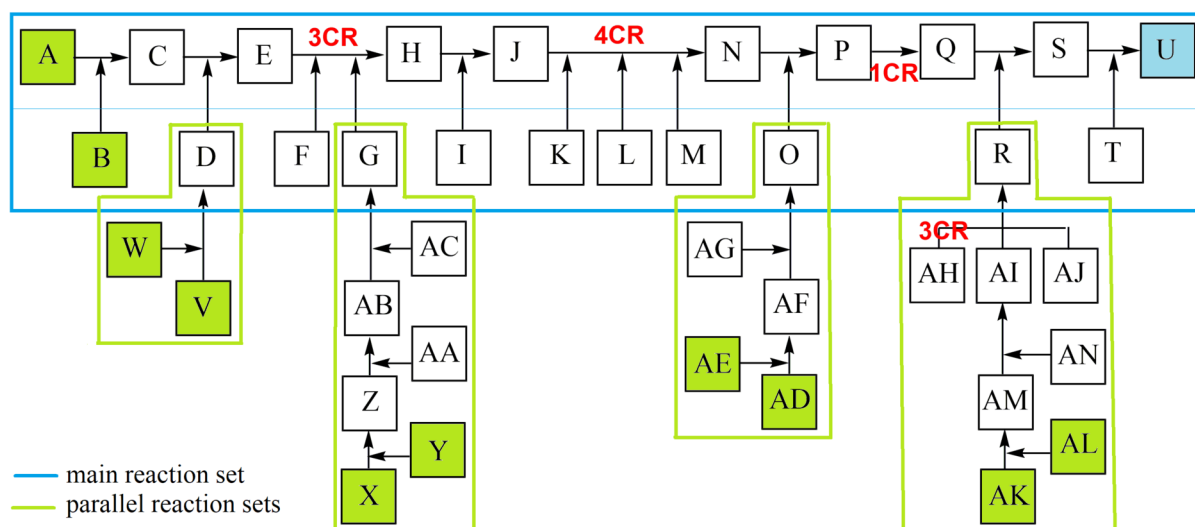 3CR 4CR
A C E H J N P Q S U
1CR
B D F G I K L M O R T
W AC AG 3CR
AH AI AJ
V AB AF
AA AE AN
Z AD AM
Y AL
X AK
main reaction set
parallel reaction sets